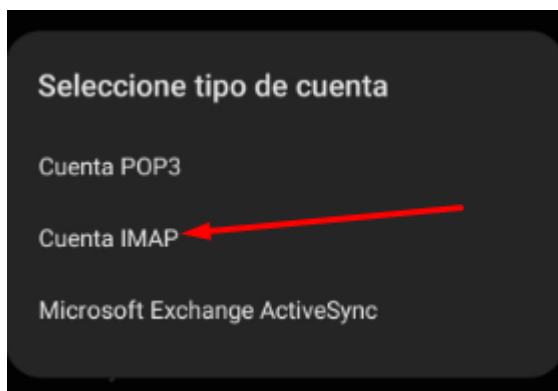 Seleccione tipo de cuenta
Cuenta POP3
Cuenta IMAP
Microsoft Exchange ActiveSync